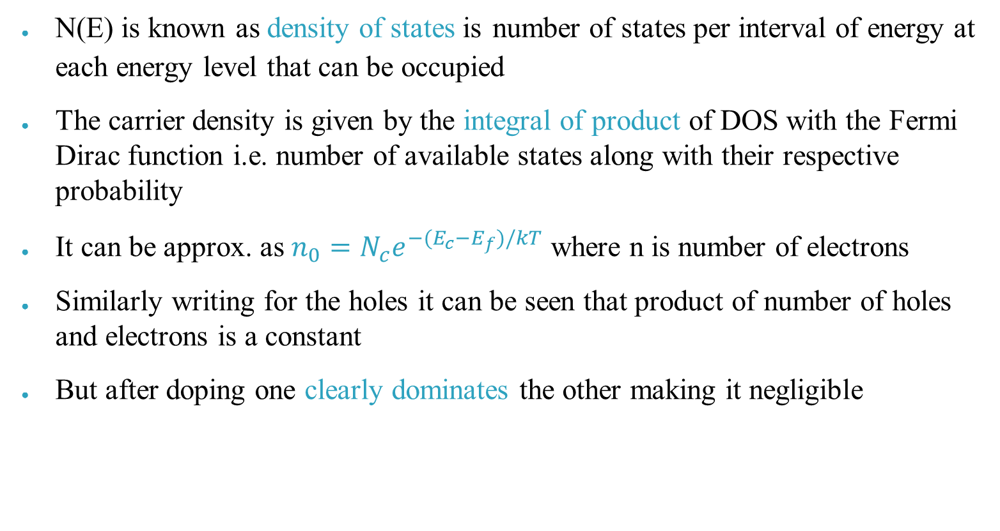 • N(E) is known as density of states is number of states per interval of energy at
each energy level that can be occupied
• The carrier density is given by the integral of product of DOS with the Fermi
Dirac function i.e. number of available states along with their respective
probability
• It can be approx. as n₀ = N_c e^{−(E_c−E_f)/kT} where n is number of electrons
• Similarly writing for the holes it can be seen that product of number of holes
and electrons is a constant
• But after doping one clearly dominates the other making it negligible